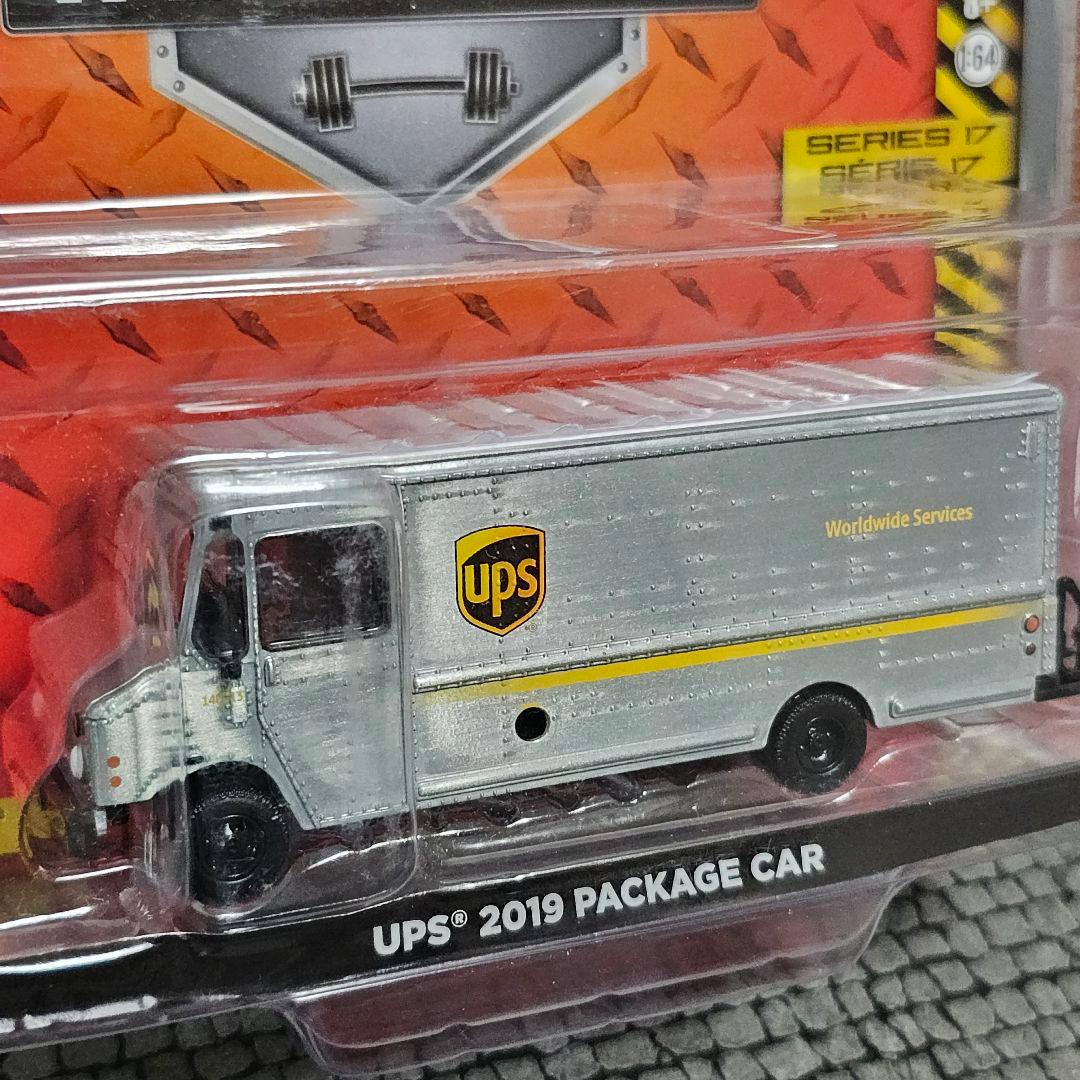 1:64
SERIES 17
SÉRIE 17
ups
Worldwide Services
UPS® 2019 PACKAGE CAR